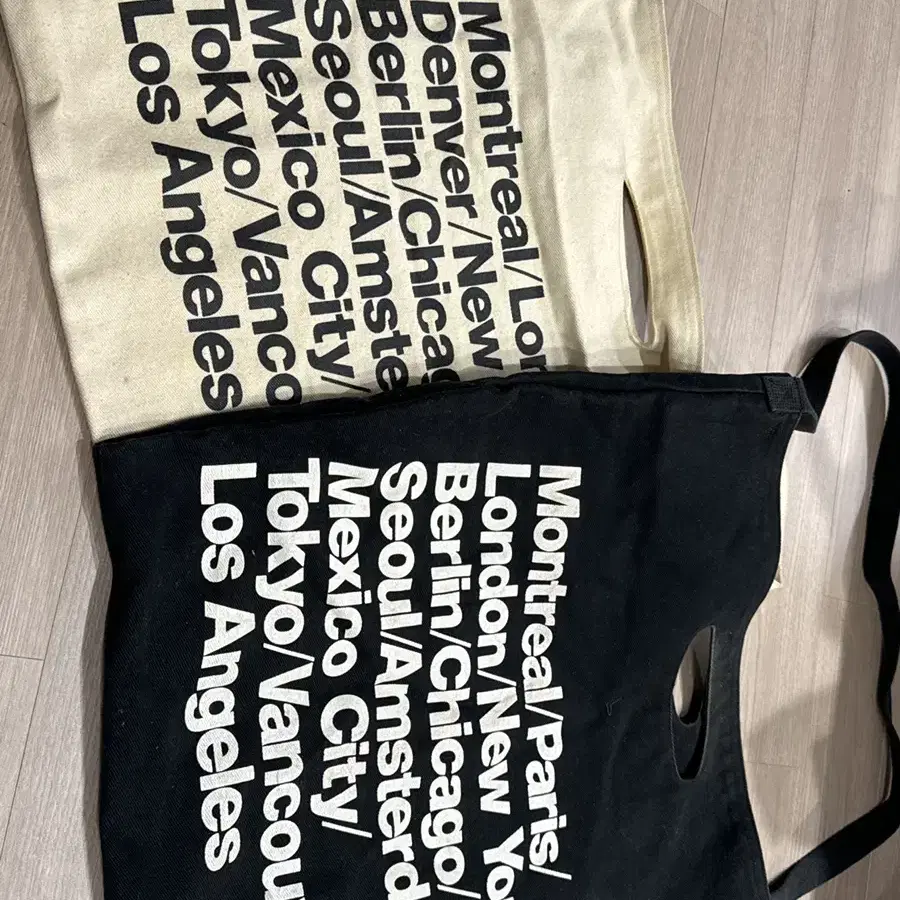 Montreal/Lon
Denver/New
Berlin/Chicag
Seoul/Amste
Mexico City/
Tokyo/Vanco
Los Angeles
Montreal/Paris/
London/New Yo
Berlin/Chicago/
Seoul/Amsterd
Mexico City/
Tokyo/Vancou
Los Angeles